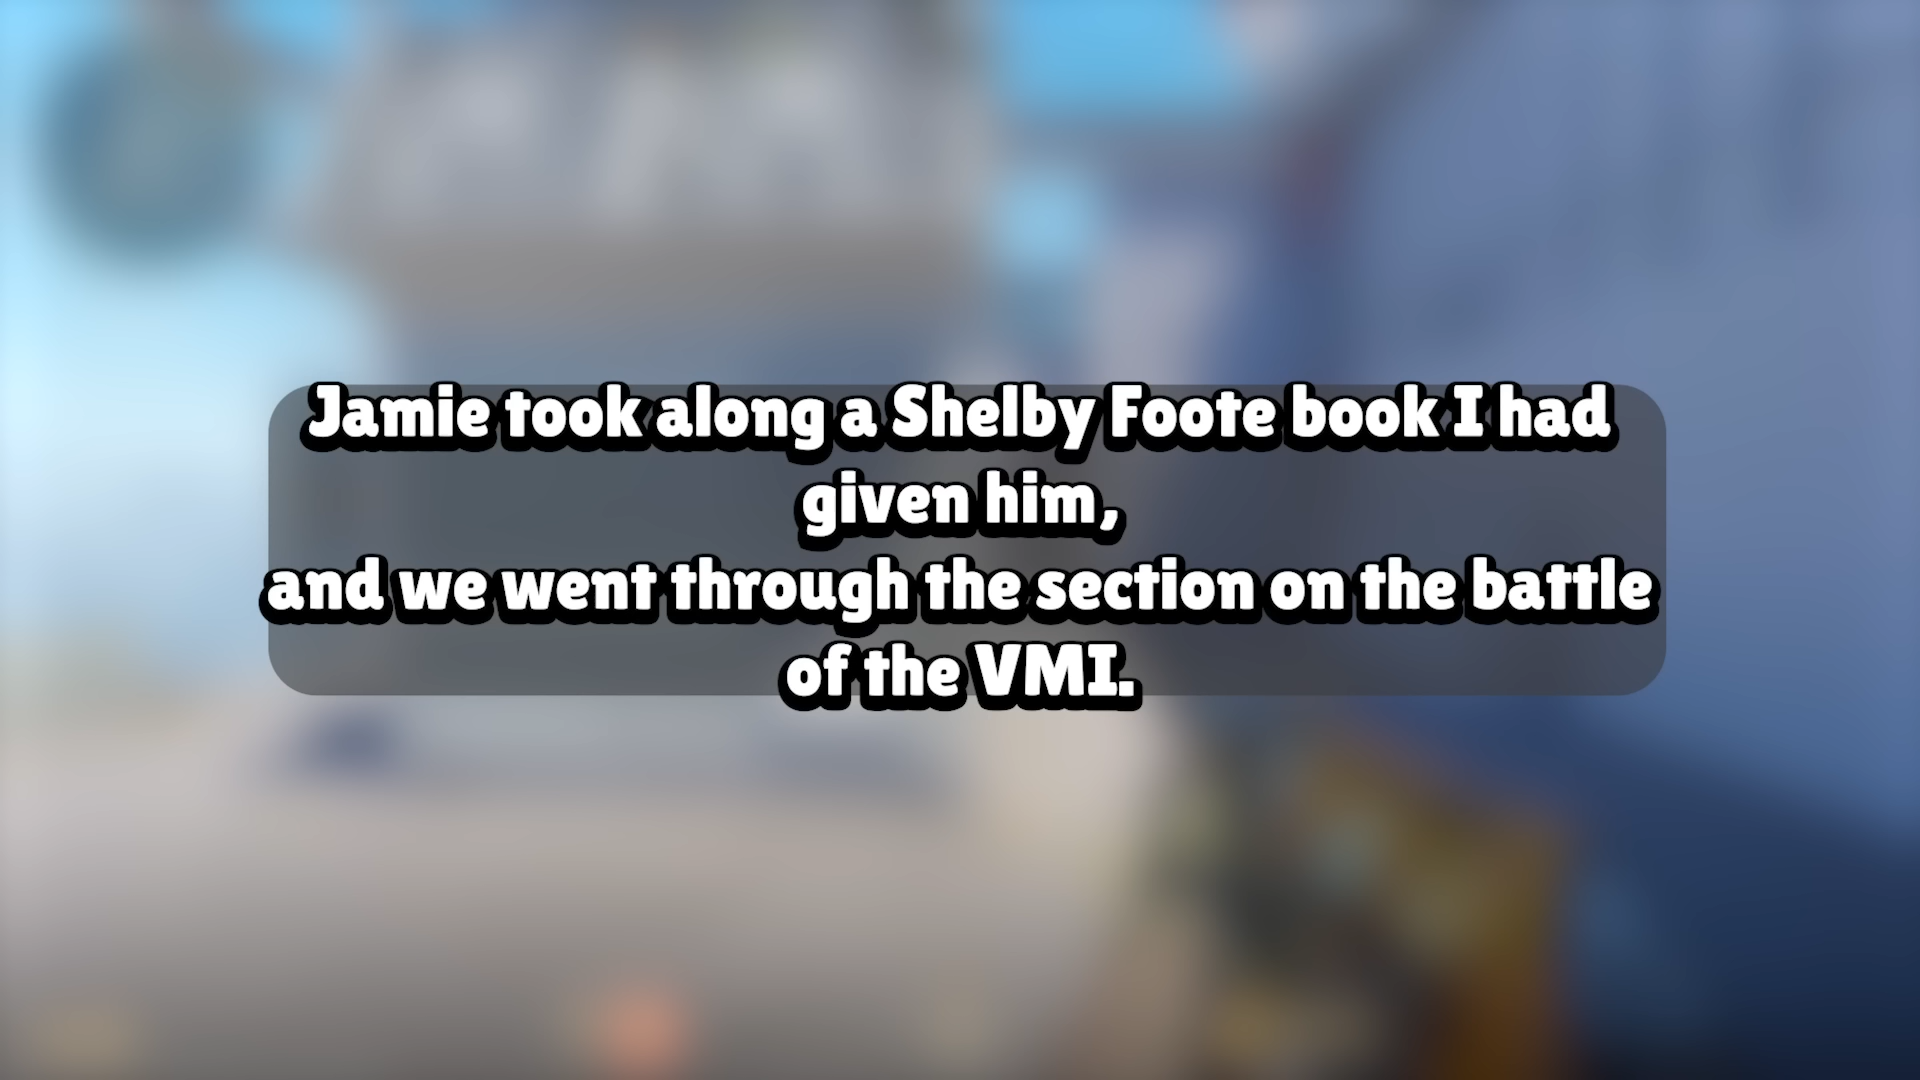 Jamie took along a Shelby Foote book I had
given him,
and we went through the section on the battle
of the VMI.